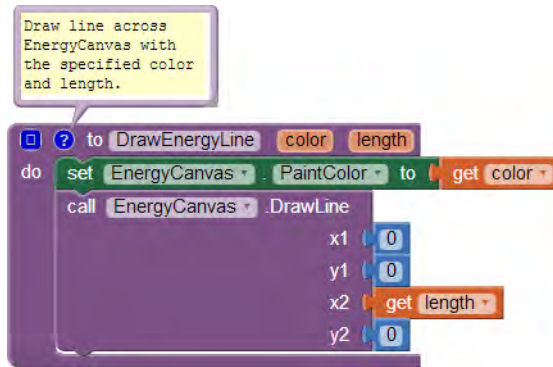 Draw line across
EnergyCanvas with
the specified color
and length.
? to DrawEnergyLine color length
do set EnergyCanvas . PaintColor to get color
call EnergyCanvas .DrawLine
x1 0
y1 0
x2 get length
y2 0